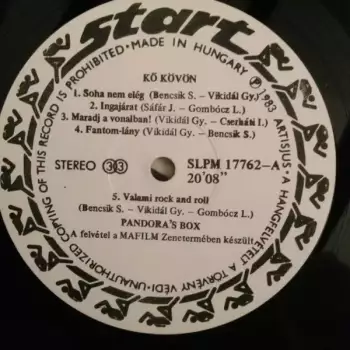 Start
UNAUTHORIZED COPYING OF THIS RECORD IS PROHIBITED · MADE IN HUNGARY Ⓟ 1983 ARTISJUS · A HANGFELVÉTELT A TÖRVÉNY VÉDI ·
KŐ KÖVÖN
1. Soha nem elég (Bencsik S. – Vikidál Gy.)
2. Ingajárat (Sáfár J. – Gombócz L.)
3. Maradj a vonalban! (Vikidál Gy. – Cserháti I.)
4. Fantom-lány (Vikidál Gy. – Bencsik S.)
STEREO 33 SLPM 17762–A
20'08"
5. Valami rock and roll
(Bencsik S. – Vikidál Gy. – Gombócz L.)
PANDORA'S BOX
A felvétel a MAFILM Zenetermében készült.